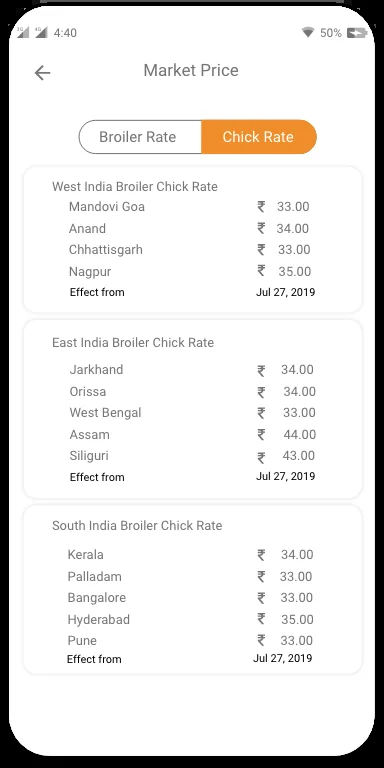 3G 4G 4:40 50%
Market Price
Broiler Rate Chick Rate
West India Broiler Chick Rate
Mandovi Goa ₹ 33.00
Anand ₹ 34.00
Chhattisgarh ₹ 33.00
Nagpur ₹ 35.00
Effect from Jul 27, 2019
East India Broiler Chick Rate
Jarkhand ₹ 34.00
Orissa ₹ 34.00
West Bengal ₹ 33.00
Assam ₹ 44.00
Siliguri ₹ 43.00
Effect from Jul 27, 2019
South India Broiler Chick Rate
Kerala ₹ 34.00
Palladam ₹ 33.00
Bangalore ₹ 33.00
Hyderabad ₹ 35.00
Pune ₹ 33.00
Effect from Jul 27, 2019